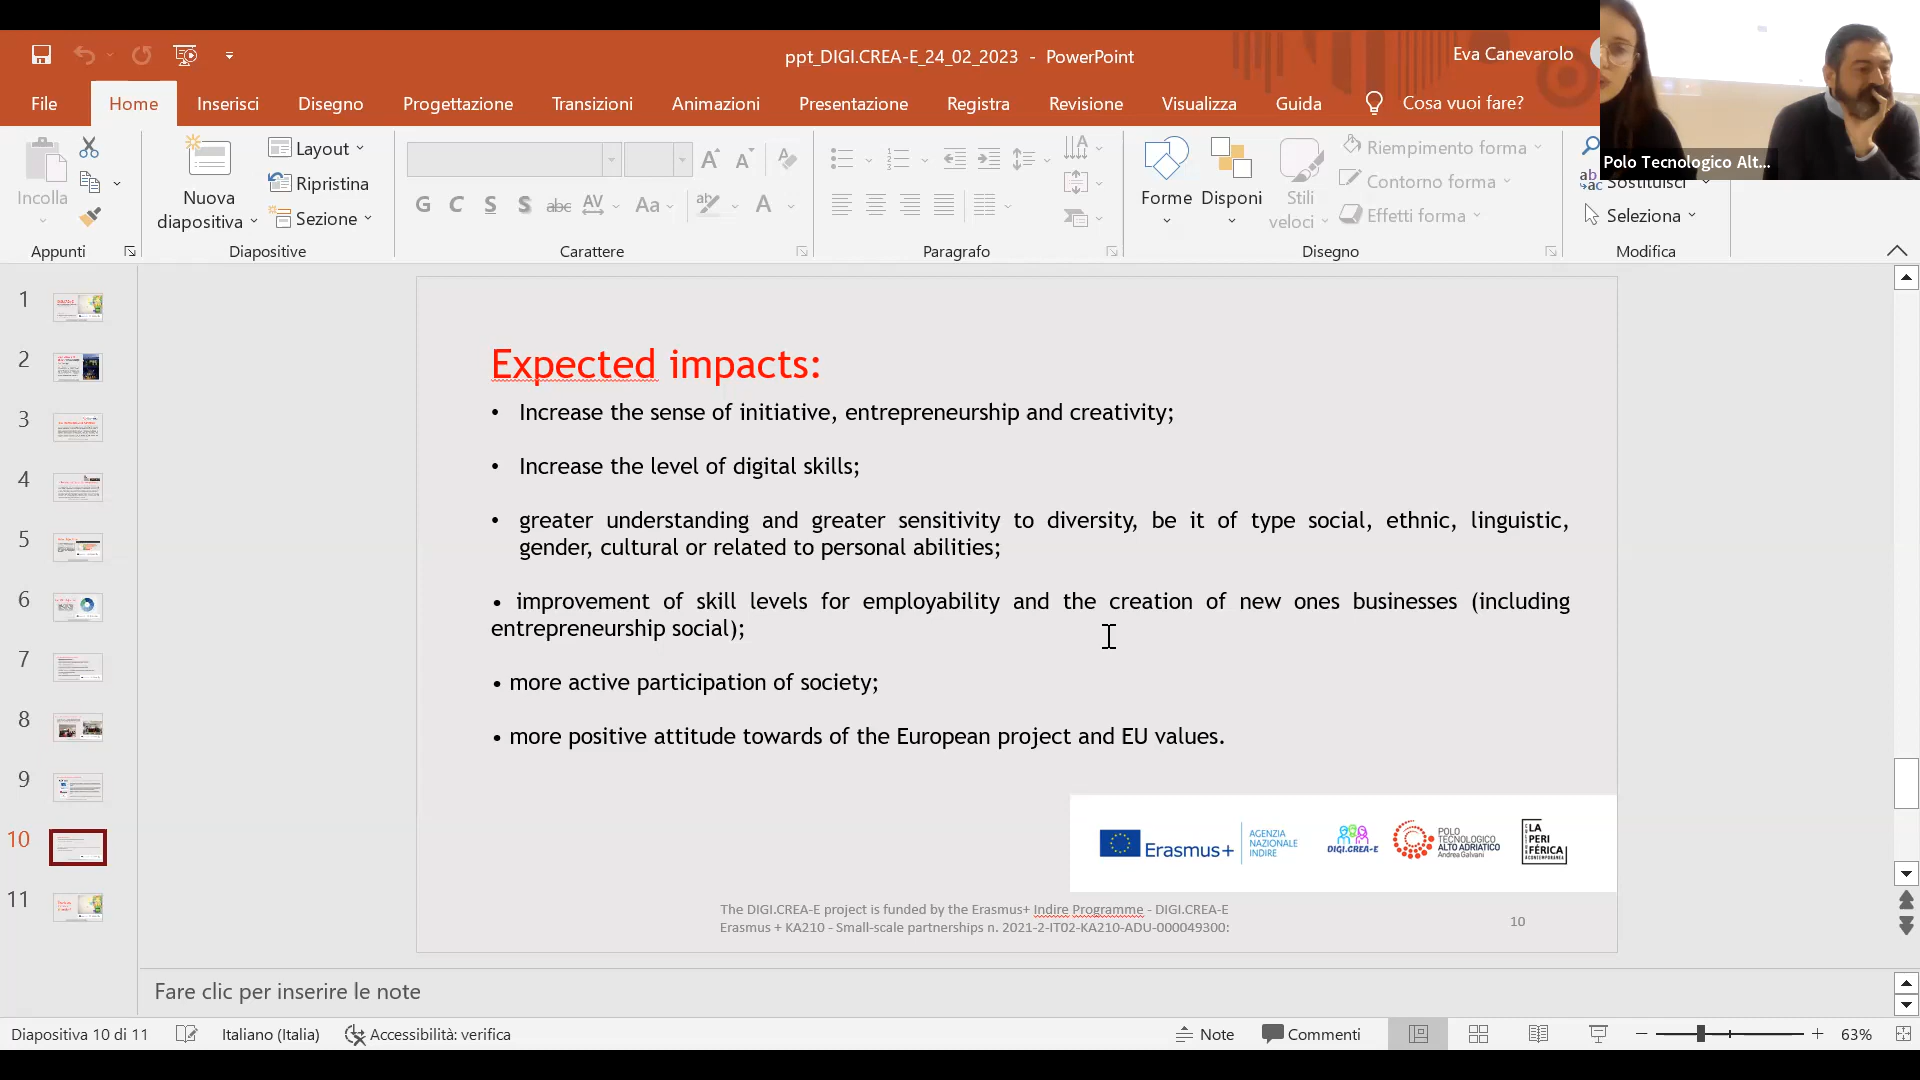 ppt_DIGI.CREA-E_24_02_2023 - PowerPoint
Eva Canevarolo
File Home Inserisci Disegno Progettazione Transizioni Animazioni Presentazione Registra Revisione Visualizza Guida Cosa vuoi fare?
Polo Tecnologico Alt...
Incolla
Nuova diapositiva
Layout
Ripristina
Sezione
G C S S abc AV Aa A
Forme Disponi Stili veloci
Riempimento forma
Contorno forma
Effetti forma
Sostituisci
Seleziona
Appunti Diapositive Carattere Paragrafo Disegno Modifica
1
2
3
4
5
6
7
8
9
10
11
Expected impacts:
• Increase the sense of initiative, entrepreneurship and creativity;
• Increase the level of digital skills;
• greater understanding and greater sensitivity to diversity, be it of type social, ethnic, linguistic,
gender, cultural or related to personal abilities;
• improvement of skill levels for employability and the creation of new ones businesses (including
entrepreneurship social);
• more active participation of society;
• more positive attitude towards of the European project and EU values.
Erasmus+
AGENZIA
NAZIONALE
INDIRE
DIGI.CREA-E
POLO
TECNOLOGICO
ALTO ADRIATICO
Andrea Galvani
LA
PERI
FÉRICA
The DIGI.CREA-E project is funded by the Erasmus+ Indire Programme - DIGI.CREA-E
Erasmus + KA210 - Small-scale partnerships n. 2021-2-IT02-KA210-ADU-000049300:
10
Fare clic per inserire le note
Diapositiva 10 di 11 Italiano (Italia) Accessibilità: verifica Note Commenti 63%